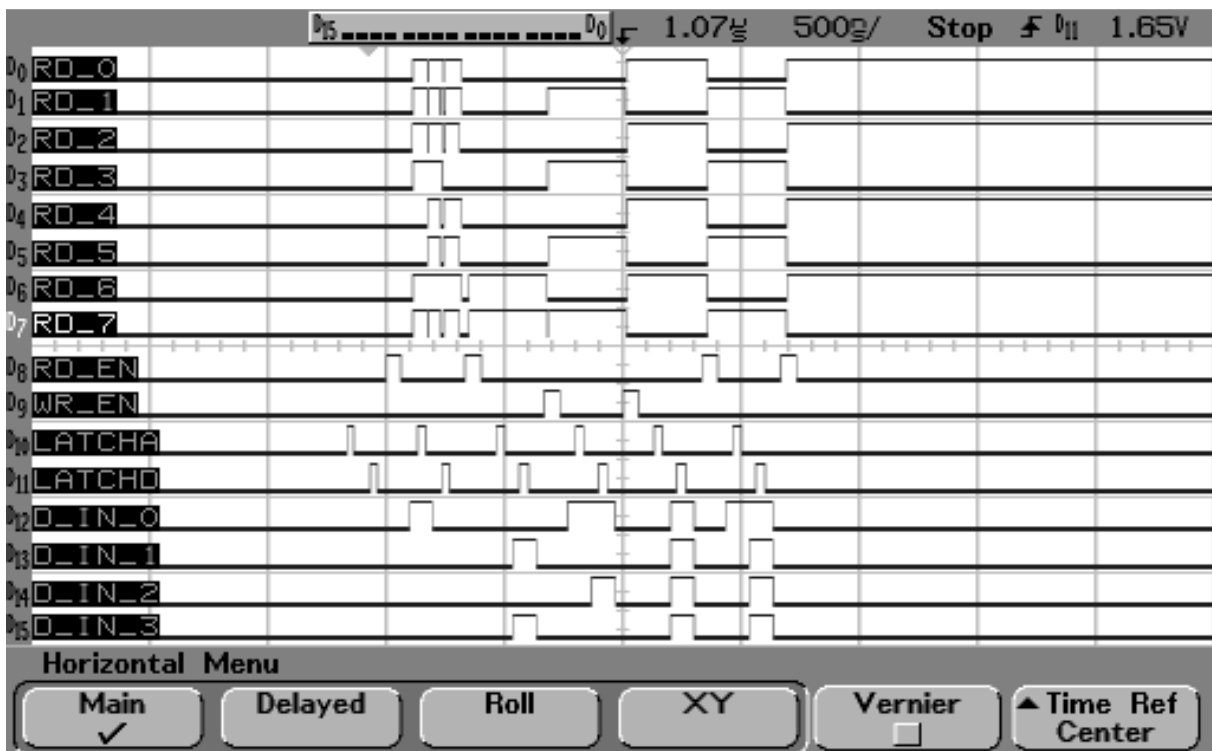 D15 D0 1.07µs 500ns/ Stop D11 1.65V
D0 RD_0
D1 RD_1
D2 RD_2
D3 RD_3
D4 RD_4
D5 RD_5
D6 RD_6
D7 RD_7
D8 RD_EN
D9 WR_EN
D10 LATCHA
D11 LATCHD
D12 D_IN_0
D13 D_IN_1
D14 D_IN_2
D15 D_IN_3
Horizontal Menu
Main Delayed Roll XY Vernier Time Ref
Center